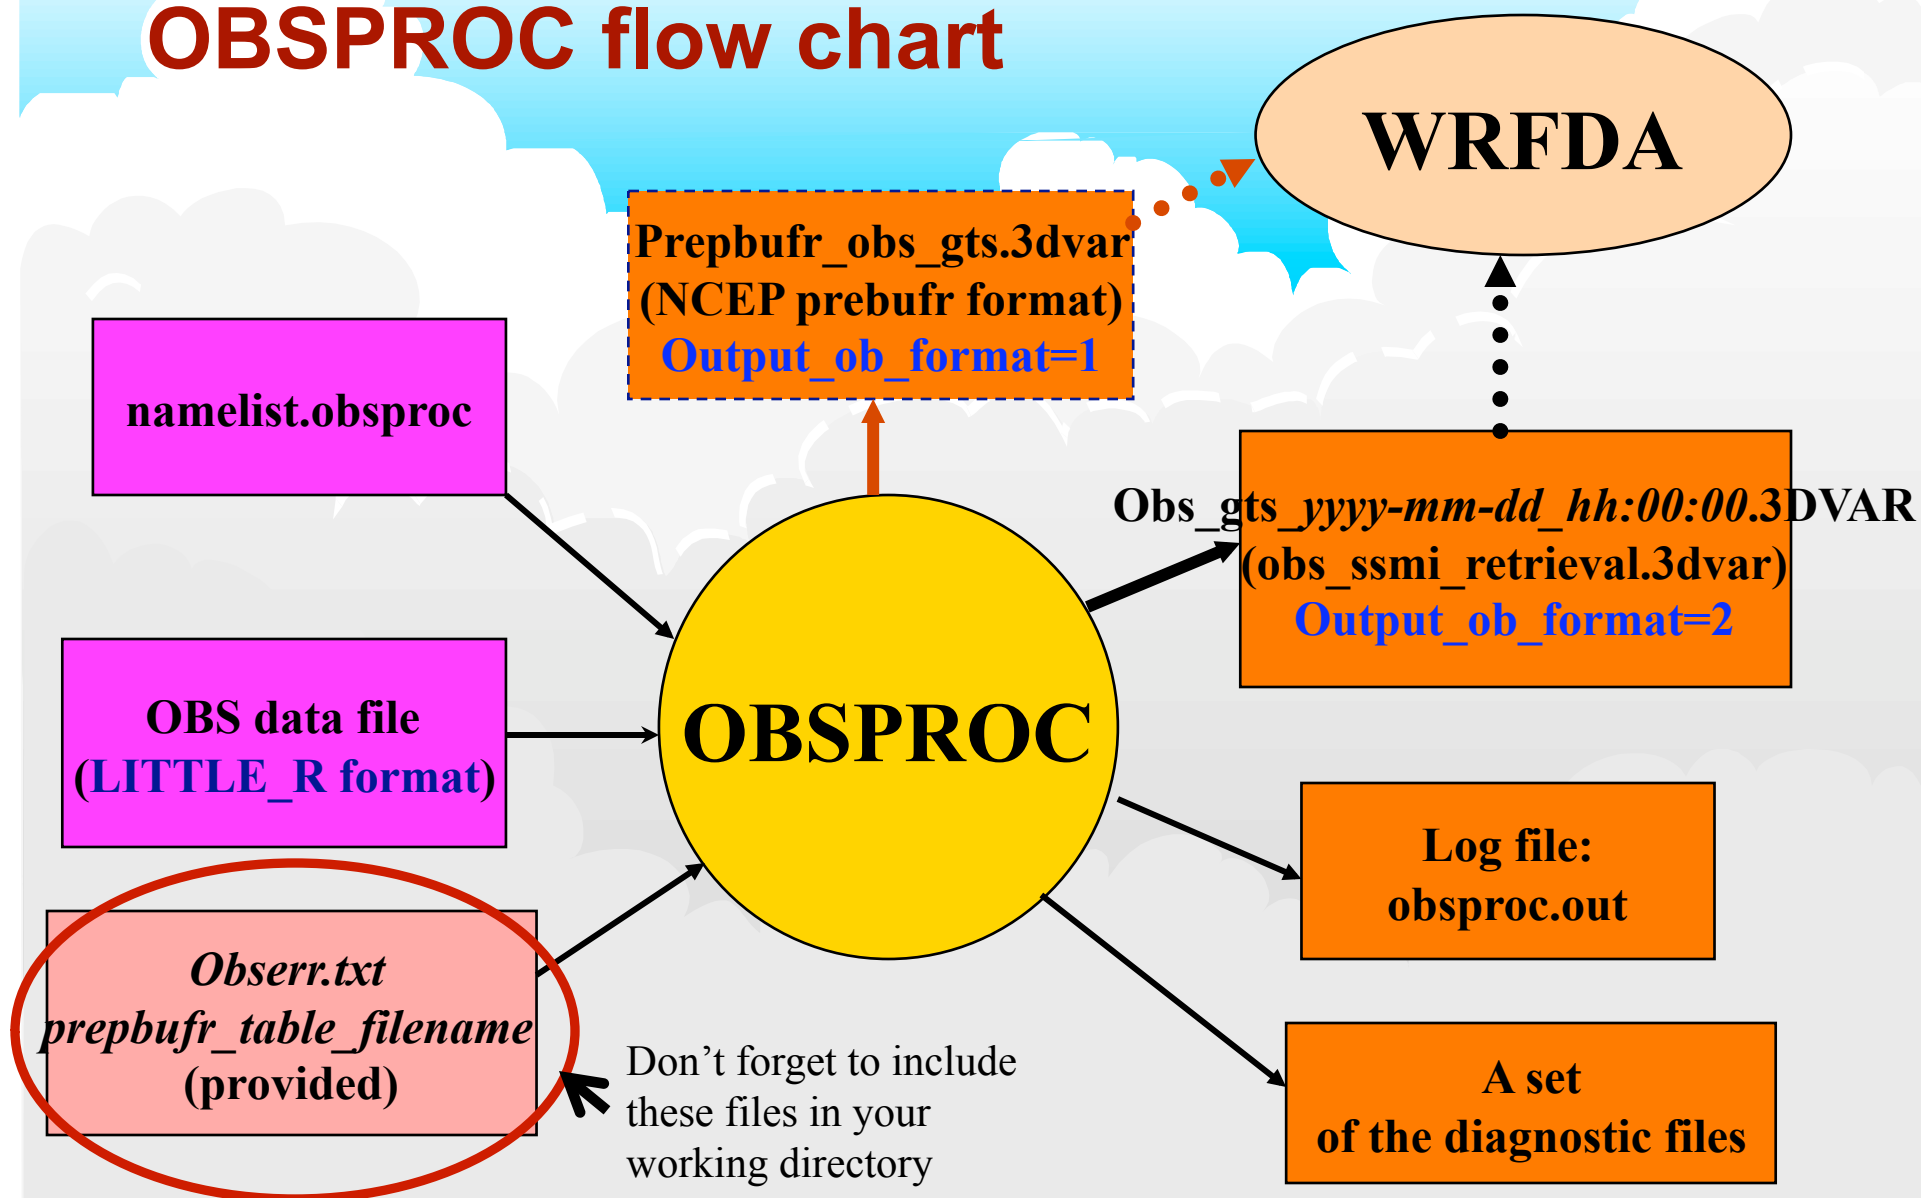 OBSPROC flow chart
WRFDA
Prepbufr_obs_gts.3dvar
(NCEP prebufr format)
Output_ob_format=1
namelist.obsproc
Obs_gts_yyyy-mm-dd_hh:00:00.3DVAR
(obs_ssmi_retrieval.3dvar)
Output_ob_format=2
OBS data file
(LITTLE_R format)
OBSPROC
Log file:
obsproc.out
Obserr.txt
prepbufr_table_filename
(provided)
Don’t forget to include
these files in your
working directory
A set
of the diagnostic files